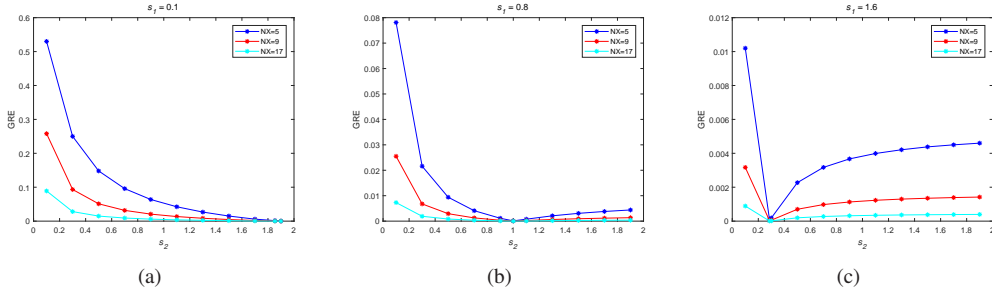 s1 = 0.1
GRE
0.6
0.5
0.4
0.3
0.2
0.1
0
0 0.2 0.4 0.6 0.8 1 1.2 1.4 1.6 1.8 2
s2
NX=5
NX=9
NX=17
(a)
s1 = 0.8
GRE
0.08
0.07
0.06
0.05
0.04
0.03
0.02
0.01
0
0 0.2 0.4 0.6 0.8 1 1.2 1.4 1.6 1.8 2
s2
NX=5
NX=9
NX=17
(b)
s1 = 1.6
GRE
0.012
0.01
0.008
0.006
0.004
0.002
0
0 0.2 0.4 0.6 0.8 1 1.2 1.4 1.6 1.8 2
s2
NX=5
NX=9
NX=17
(c)